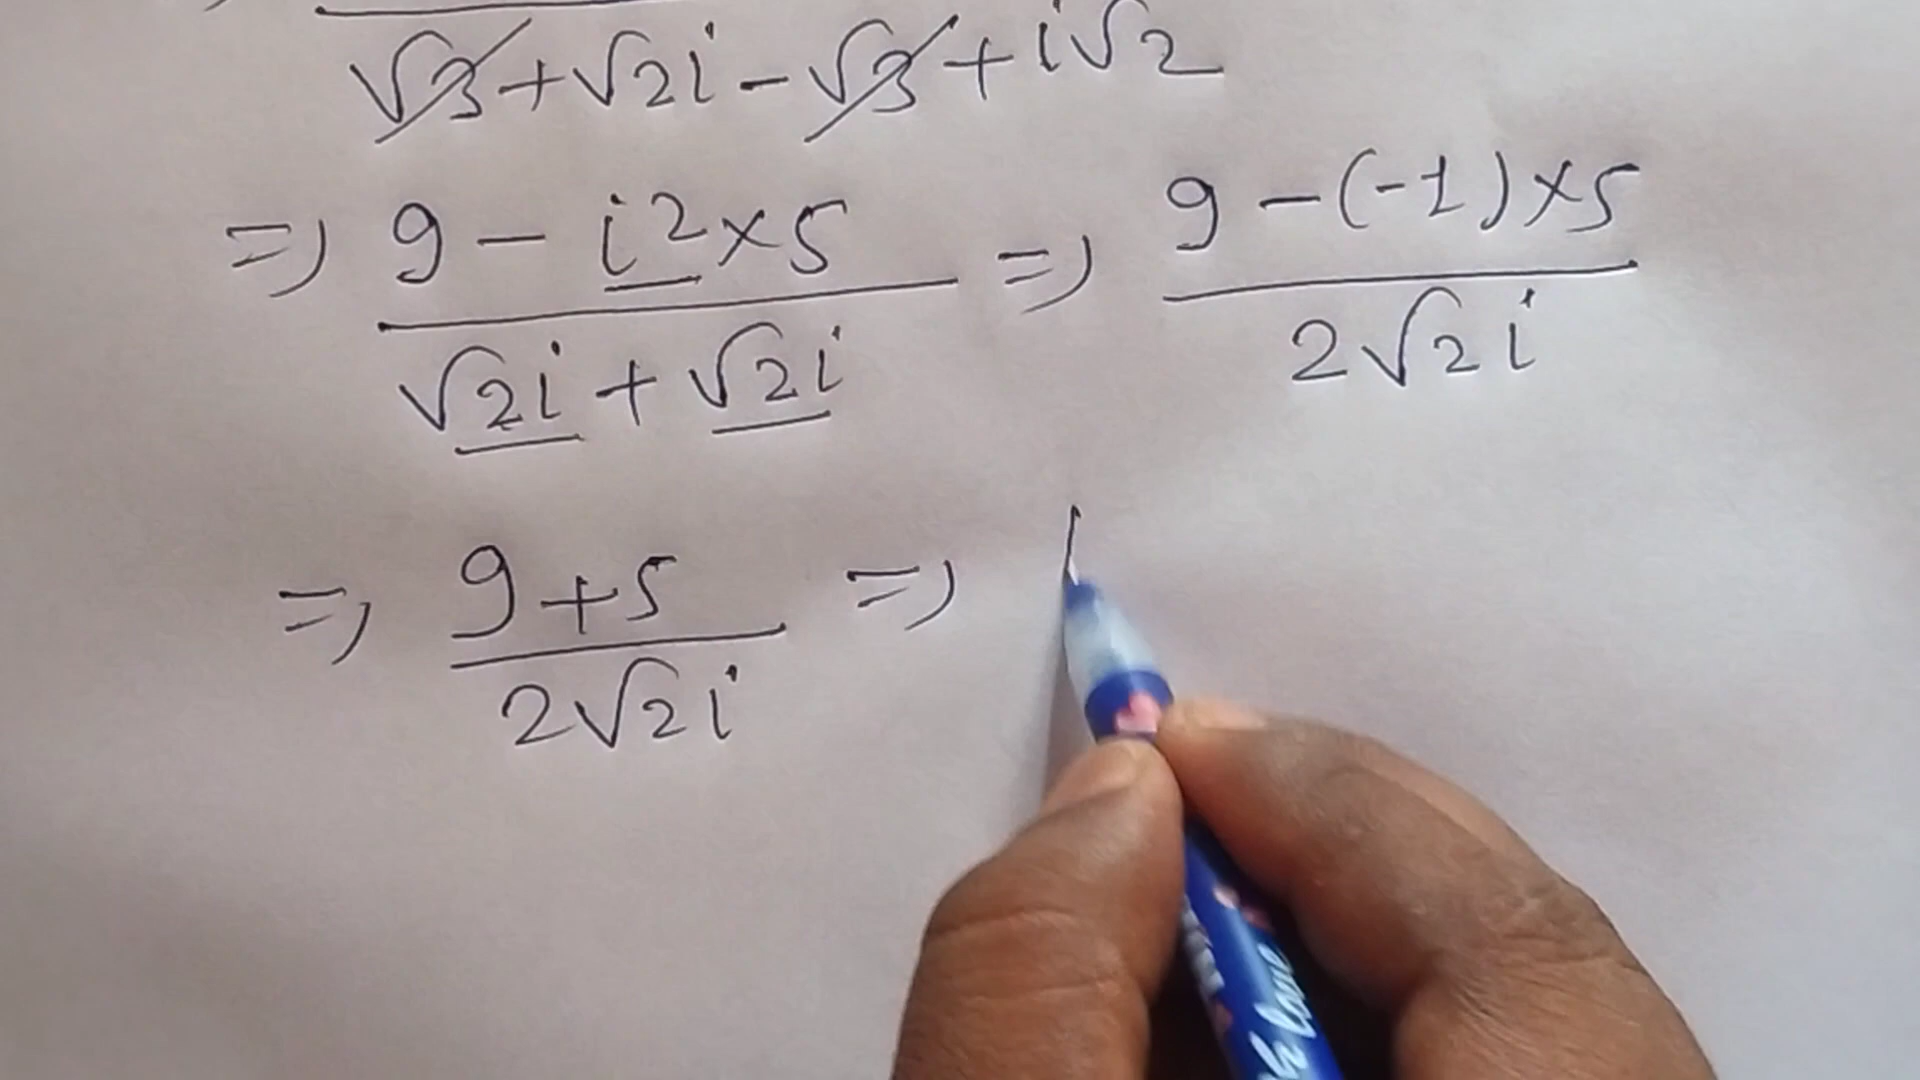 √3+√2i-√3+i√2
=> 9-i²×5 / √2i+√2i => 9-(-1)×5 / 2√2i
=> 9+5 / 2√2i =>